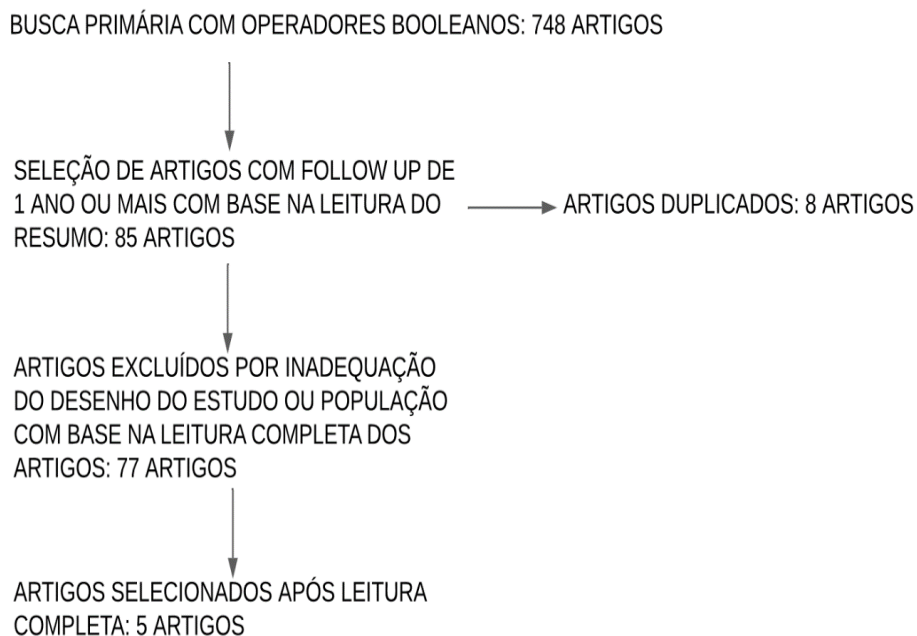 BUSCA PRIMÁRIA COM OPERADORES BOOLEANOS: 748 ARTIGOS
SELEÇÃO DE ARTIGOS COM FOLLOW UP DE
1 ANO OU MAIS COM BASE NA LEITURA DO
RESUMO: 85 ARTIGOS
ARTIGOS DUPLICADOS: 8 ARTIGOS
ARTIGOS EXCLUÍDOS POR INADEQUAÇÃO
DO DESENHO DO ESTUDO OU POPULAÇÃO
COM BASE NA LEITURA COMPLETA DOS
ARTIGOS: 77 ARTIGOS
ARTIGOS SELECIONADOS APÓS LEITURA
COMPLETA: 5 ARTIGOS